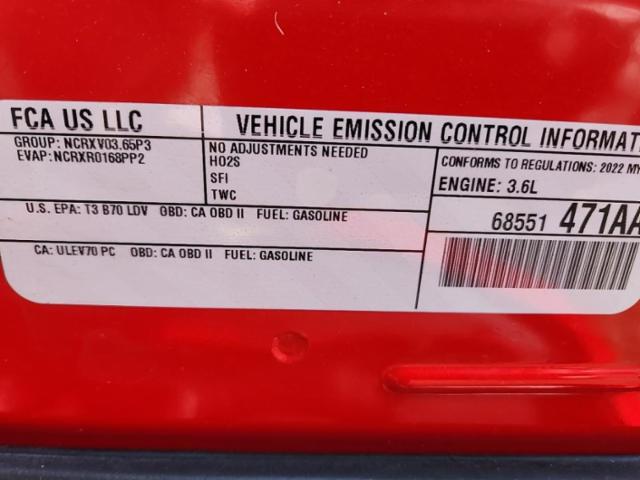 FCA US LLC
VEHICLE EMISSION CONTROL INFORMAT
GROUP: NCRXV03.65P3
EVAP: NCRXR0168PP2
NO ADJUSTMENTS NEEDED
HO2S
SFI
TWC
CONFORMS TO REGULATIONS: 2022 MY
ENGINE: 3.6L
U.S. EPA: T3 B70 LDV OBD: CA OBD II FUEL: GASOLINE
68551 471AA
CA: ULEV70 PC OBD: CA OBD II FUEL: GASOLINE